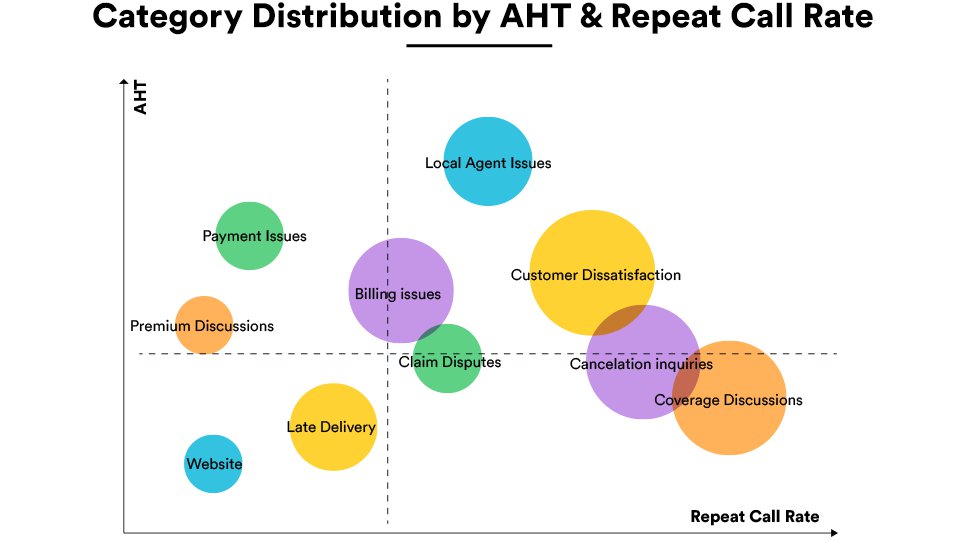 Category Distribution by AHT & Repeat Call Rate
AHT
Local Agent Issues
Payment Issues
Customer Dissatisfaction
Billing issues
Premium Discussions
Claim Disputes
Cancelation inquiries
Coverage Discussions
Late Delivery
Website
Repeat Call Rate